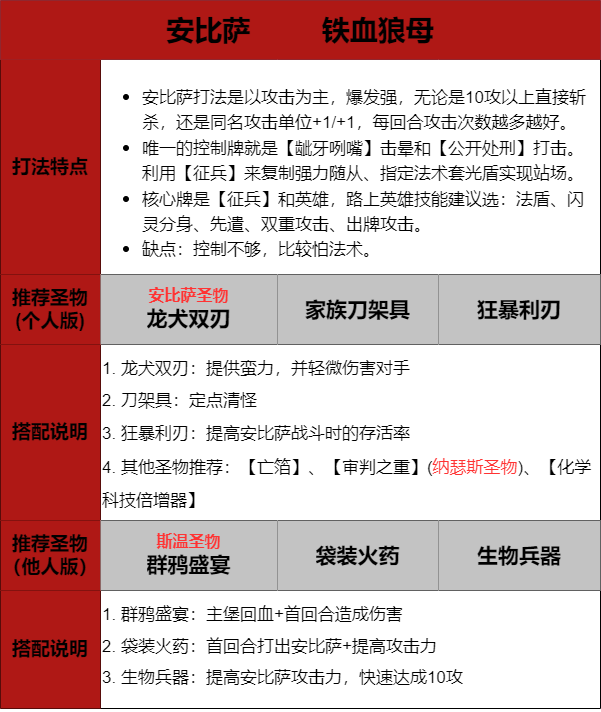 安比萨 铁血狼母
打法特点
• 安比萨打法是以攻击为主，爆发强，无论是10攻以上直接斩
杀，还是同名攻击单位+1/+1，每回合攻击次数越多越好。
• 唯一的控制牌就是【龇牙咧嘴】击晕和【公开处刑】打击。
利用【征兵】来复制强力随从、指定法术套光盾实现站场。
• 核心牌是【征兵】和英雄，路上英雄技能建议选：法盾、闪
灵分身、先遣、双重攻击、出牌攻击。
• 缺点：控制不够，比较怕法术。
推荐圣物
(个人版)
安比萨圣物
龙犬双刃
家族刀架具
狂暴利刃
搭配说明
1. 龙犬双刃：提供蛮力，并轻微伤害对手
2. 刀架具：定点清怪
3. 狂暴利刃：提高安比萨战斗时的存活率
4. 其他圣物推荐：【亡箔】、【审判之重】(纳瑟斯圣物)、【化学
科技倍增器】
推荐圣物
(他人版)
斯温圣物
群鸦盛宴
袋装火药
生物兵器
搭配说明
1. 群鸦盛宴：主堡回血+首回合造成伤害
2. 袋装火药：首回合打出安比萨+提高攻击力
3. 生物兵器：提高安比萨攻击力，快速达成10攻